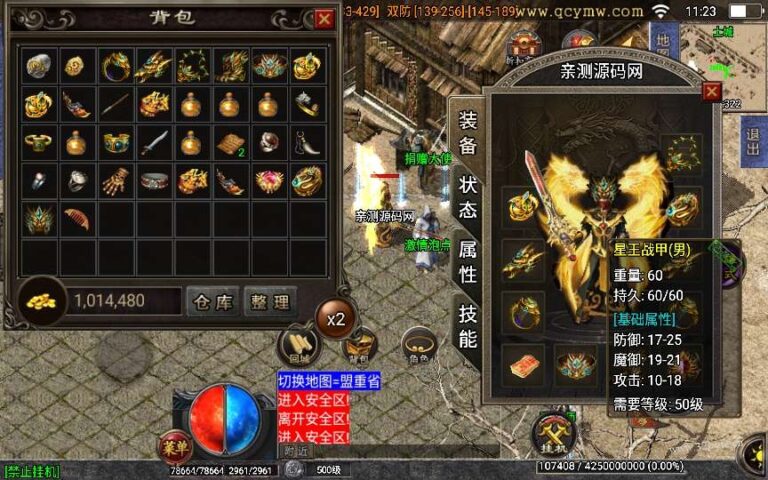 背包
3-429] 双防 [139-256]-[145-189
www.qcymw.com
11:23
土城
地
322
退出
亲测源码网
装备
状态
属性
技能
捐赠大使
亲测源码网
激情泡点
2
星王战甲(男)
重量: 60
持久: 60/60
[基础属性]
防御: 17-25
魔御: 19-21
攻击: 10-18
需要等级: 50级
1,014,480
仓库
整理
x2
回城
背包
角色
切换地图=盟重省
进入安全区!
离开安全区!
进入安全区!
附近
菜单
挂机
[禁止挂机]
78664/78664 2961/2961
500级
107408 / 4250000000 (0.00%)